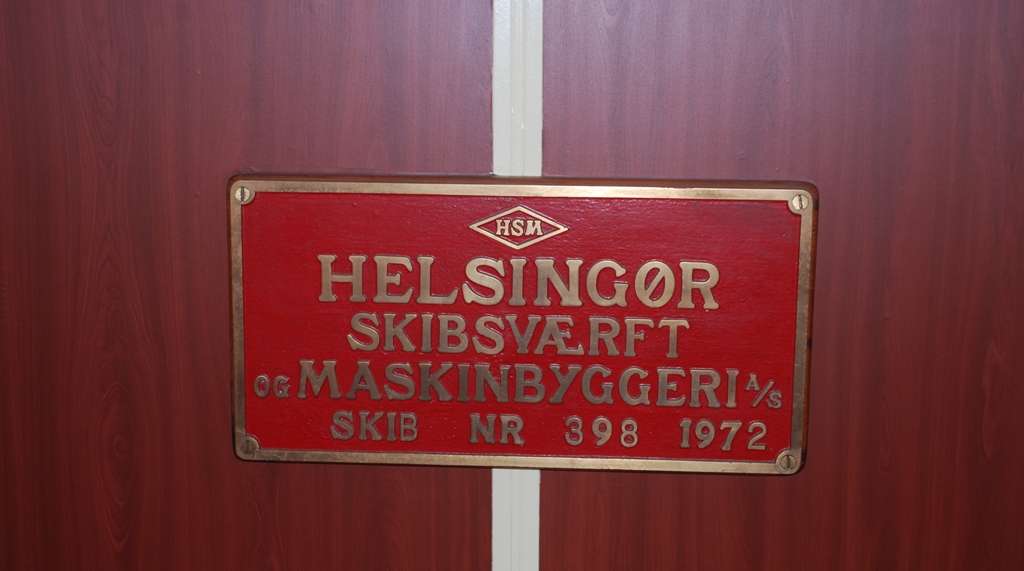 HSM
HELSINGØR
SKIBSVÆRFT
OG MASKINBYGGERI A/S
SKIB NR 398 1972